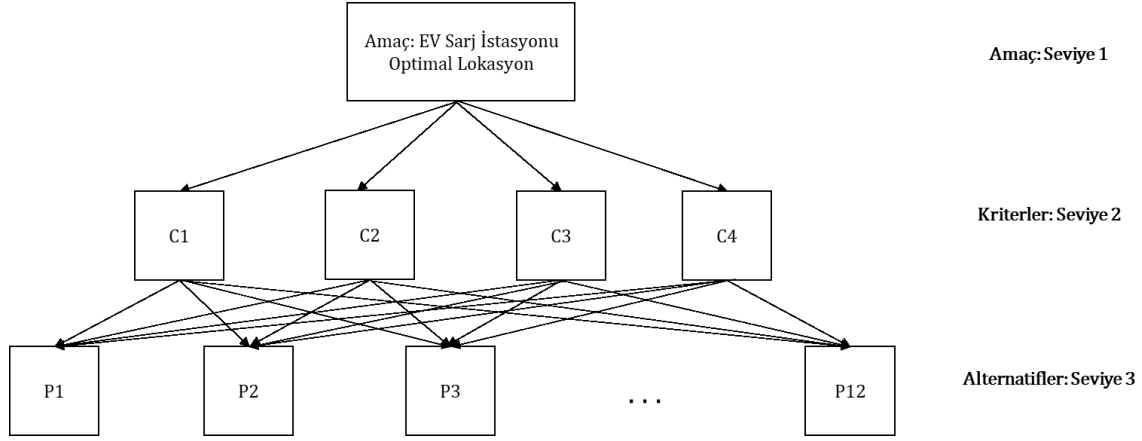 Amaç: EV Sarj İstasyonu
Optimal Lokasyon
Amaç: Seviye 1
C1
C2
C3
C4
Kriterler: Seviye 2
P1
P2
P3
...
P12
Alternatifler: Seviye 3